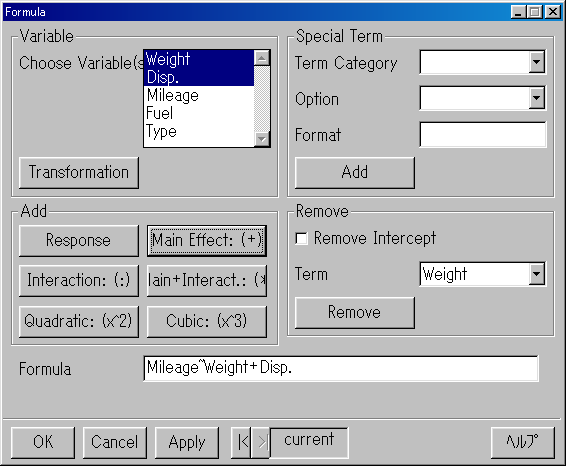 Formula
Variable
Choose Variable(s
Weight
Disp.
Mileage
Fuel
Type
Transformation
Special Term
Term Category
Option
Format
Add
Add
Response
Main Effect: (+)
Interaction: (:)
lain+Interact.: (*
Quadratic: (x^2)
Cubic: (x^3)
Remove
Remove Intercept
Term
Weight
Remove
Formula
Mileage~Weight+Disp.
OK
Cancel
Apply
|<
>|
current
ヘルプ